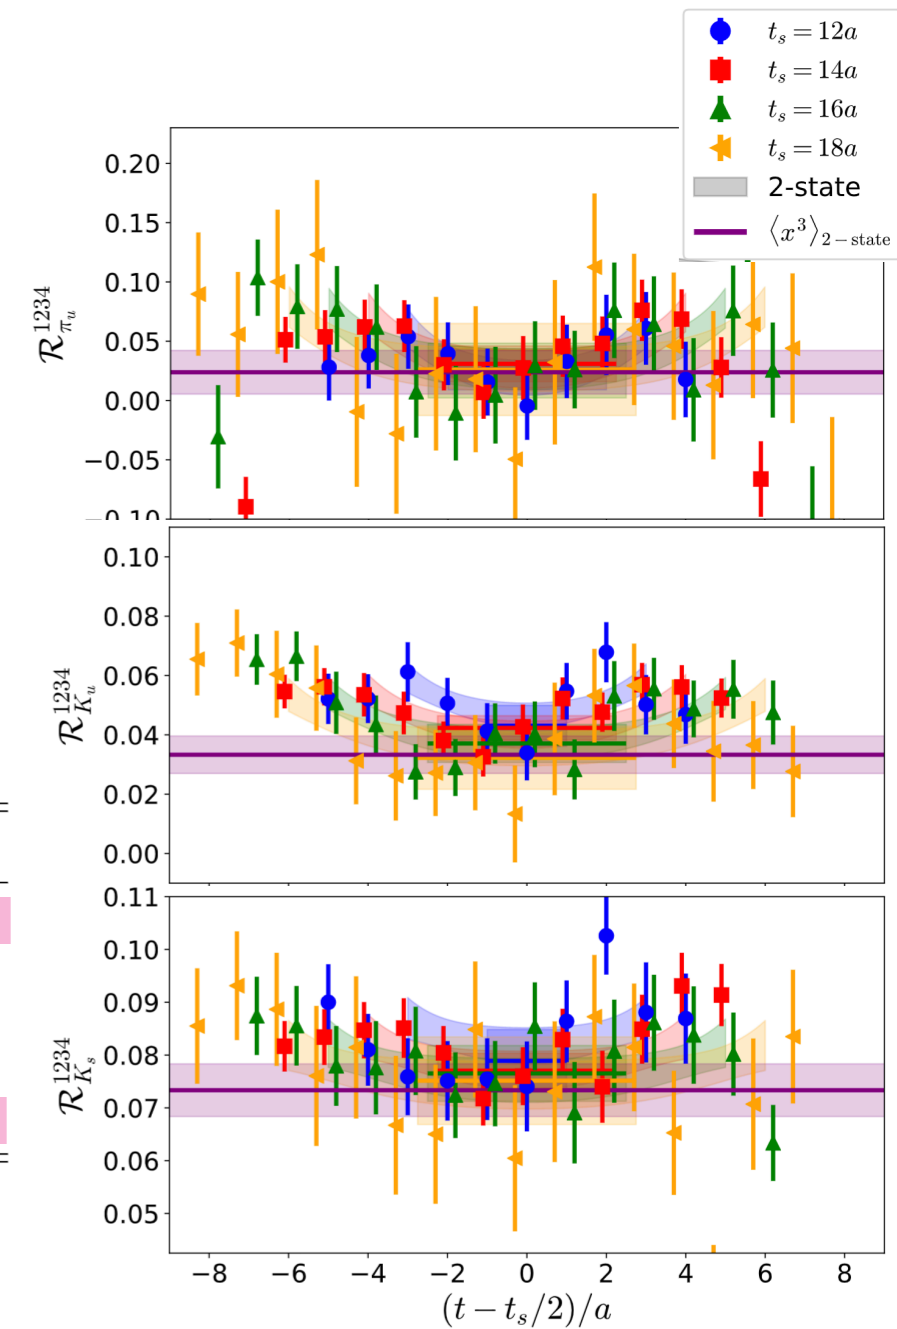 t_s = 12a
t_s = 14a
t_s = 16a
t_s = 18a
2-state
⟨x³⟩_{2−state}
0.20
0.15
0.10
0.05
0.00
−0.05
−0.10
R^{1234}_{π_u}
0.10
0.08
0.06
0.04
0.02
0.00
R^{1234}_{K_u}
0.11
0.10
0.09
0.08
0.07
0.06
0.05
R^{1234}_{K_s}
−8 −6 −4 −2 0 2 4 6 8
(t − t_s/2)/a